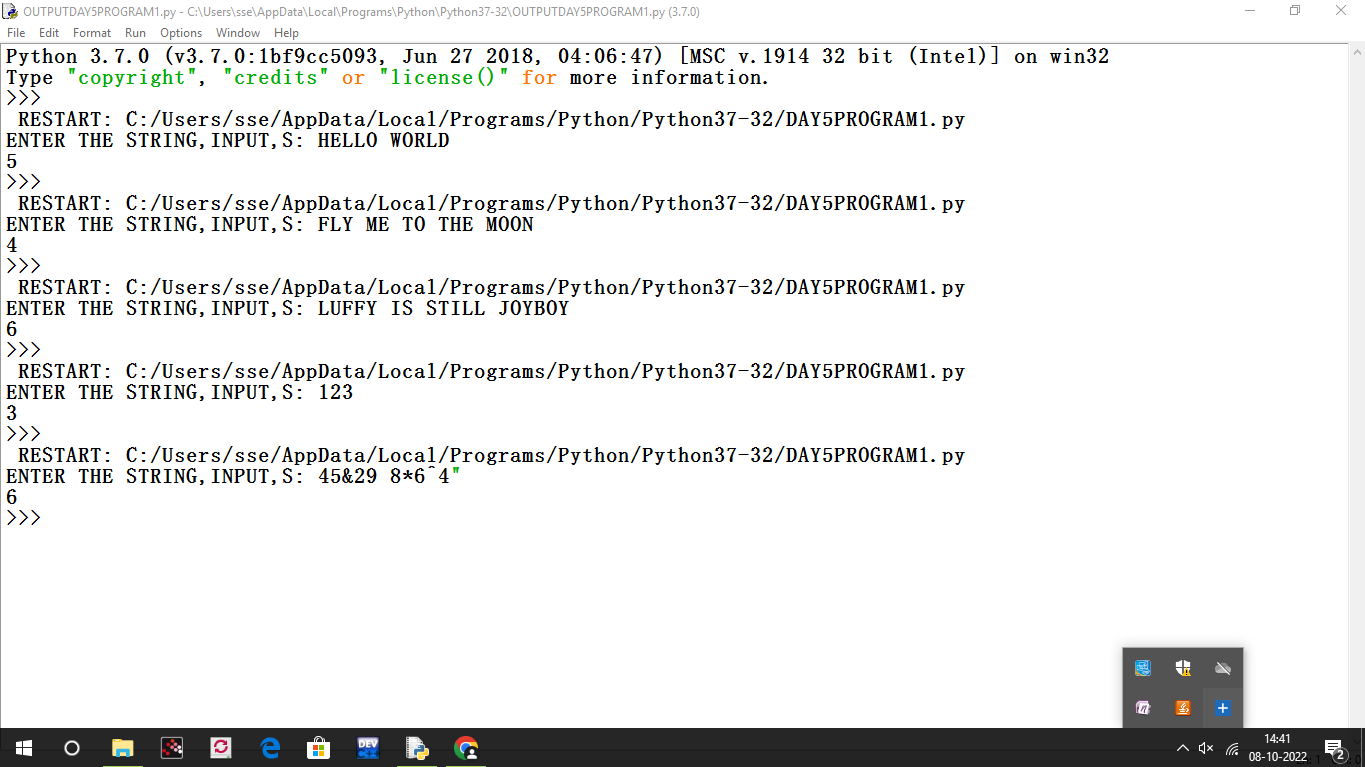 OUTPUTDAY5PROGRAM1.py - C:\Users\sse\AppData\Local\Programs\Python\Python37-32\OUTPUTDAY5PROGRAM1.py (3.7.0)
File Edit Format Run Options Window Help
Python 3.7.0 (v3.7.0:1bf9cc5093, Jun 27 2018, 04:06:47) [MSC v.1914 32 bit (Intel)] on win32
Type "copyright", "credits" or "license()" for more information.
>>>
 RESTART: C:/Users/sse/AppData/Local/Programs/Python/Python37-32/DAY5PROGRAM1.py
ENTER THE STRING,INPUT,S: HELLO WORLD
5
>>>
 RESTART: C:/Users/sse/AppData/Local/Programs/Python/Python37-32/DAY5PROGRAM1.py
ENTER THE STRING,INPUT,S: FLY ME TO THE MOON
4
>>>
 RESTART: C:/Users/sse/AppData/Local/Programs/Python/Python37-32/DAY5PROGRAM1.py
ENTER THE STRING,INPUT,S: LUFFY IS STILL JOYBOY
6
>>>
 RESTART: C:/Users/sse/AppData/Local/Programs/Python/Python37-32/DAY5PROGRAM1.py
ENTER THE STRING,INPUT,S: 123
3
>>>
 RESTART: C:/Users/sse/AppData/Local/Programs/Python/Python37-32/DAY5PROGRAM1.py
ENTER THE STRING,INPUT,S: 45&29 8*6^4"
6
>>>
DEV
14:41
08-10-2022
2